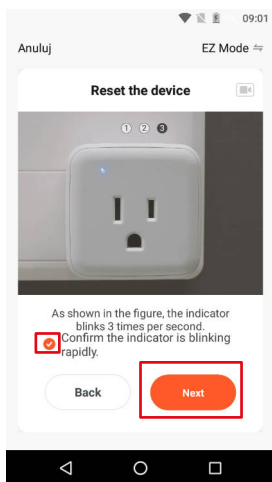 09:01
Anuluj
EZ Mode
Reset the device
1 2 3
As shown in the figure, the indicator
blinks 3 times per second.
Confirm the indicator is blinking
rapidly.
Back
Next